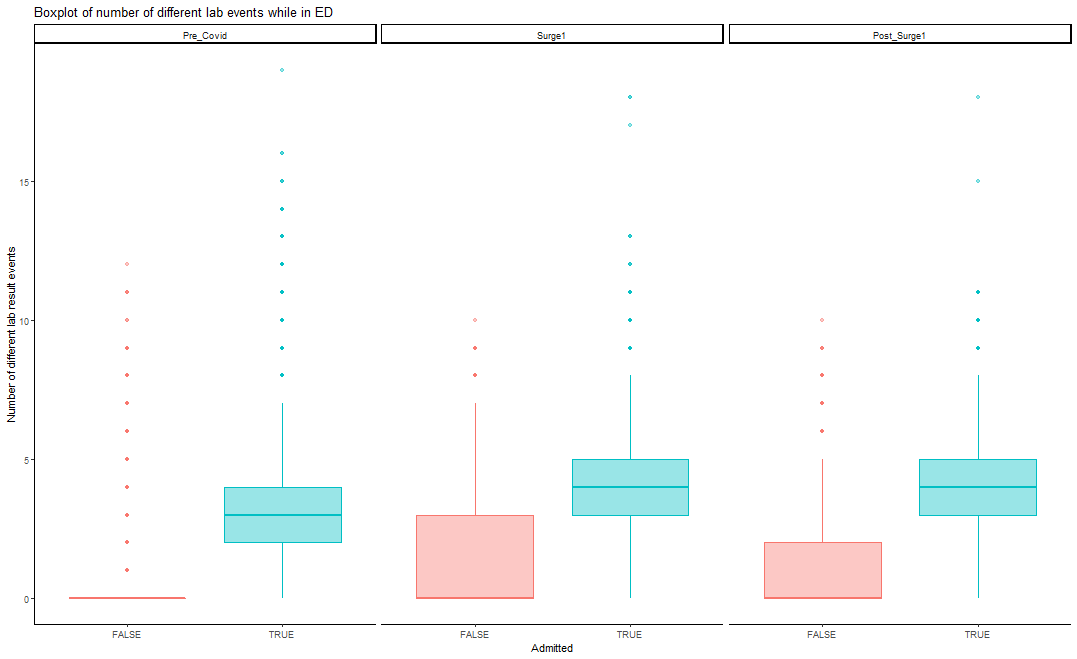 Boxplot of number of different lab events while in ED
Pre_Covid
Surge1
Post_Surge1
Number of different lab result events
15
10
5
0
FALSE
TRUE
FALSE
TRUE
FALSE
TRUE
Admitted